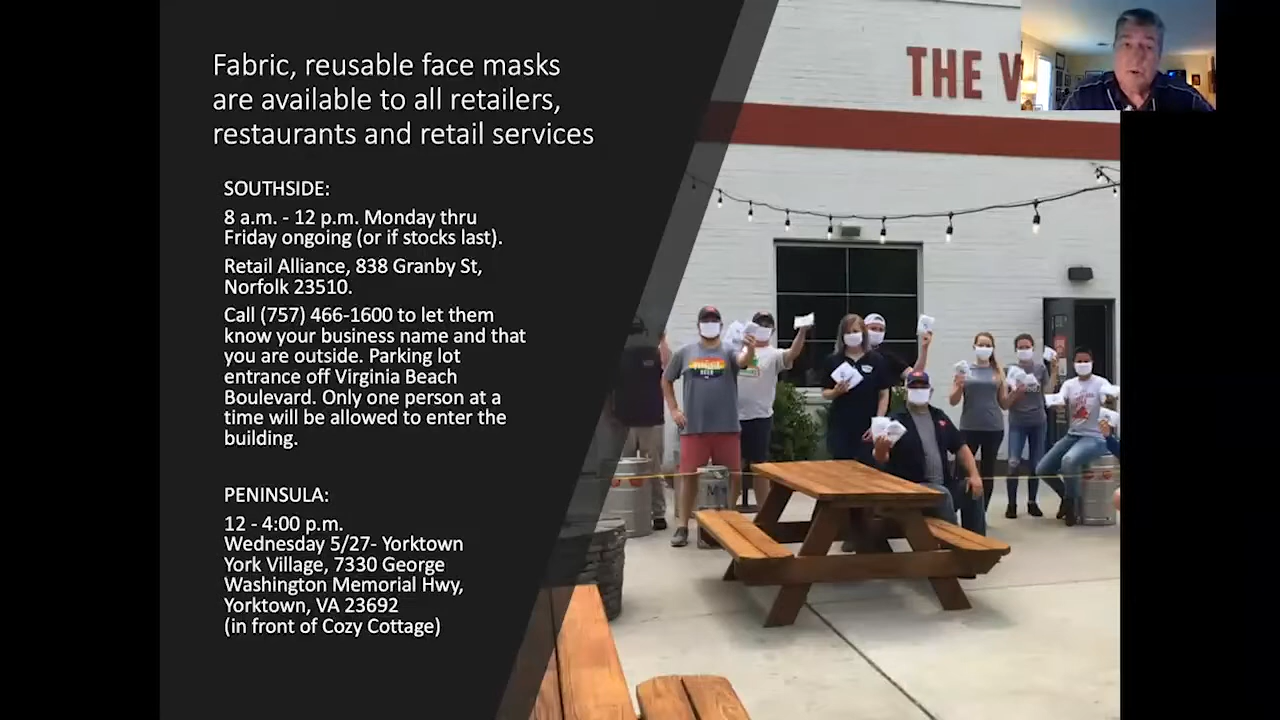 Fabric, reusable face masks
are available to all retailers,
restaurants and retail services
SOUTHSIDE:
8 a.m. - 12 p.m. Monday thru
Friday ongoing (or if stocks last).
Retail Alliance, 838 Granby St,
Norfolk 23510.
Call (757) 466-1600 to let them
know your business name and that
you are outside. Parking lot
entrance off Virginia Beach
Boulevard. Only one person at a
time will be allowed to enter the
building.
PENINSULA:
12 - 4:00 p.m.
Wednesday 5/27- Yorktown
York Village, 7330 George
Washington Memorial Hwy,
Yorktown, VA 23692
(in front of Cozy Cottage)
THE